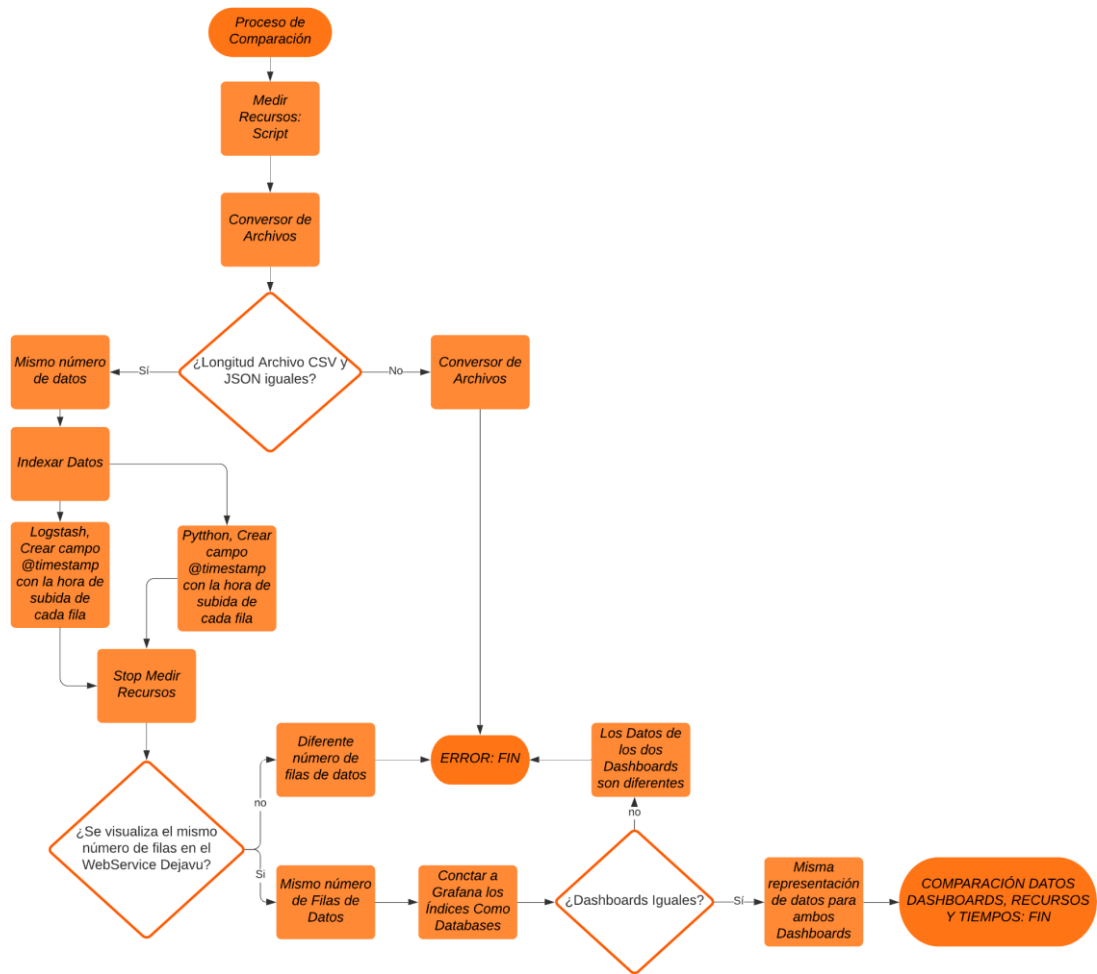 Proceso de
Comparación
Medir
Recursos:
Script
Conversor de
Archivos
¿Longitud Archivo CSV y
JSON iguales?
Sí
No
Mismo número
de datos
Conversor de
Archivos
Indexar Datos
Logstash,
Crear campo
@timestamp
con la hora de
subida de
cada fila
Pytthon, Crear
campo
@timestamp
con la hora de
subida de
cada fila
Stop Medir
Recursos
¿Se visualiza el mismo
número de filas en el
WebService Dejavu?
no
Si
Diferente
número de
filas de datos
ERROR: FIN
Los Datos de
los dos
Dashboards
son diferentes
no
Mismo número
de Filas de
Datos
Conctar a
Grafana los
Índices Como
Databases
¿Dashboards Iguales?
Sí
Misma
representación
de datos para
ambos
Dashboards
COMPARACIÓN DATOS
DASHBOARDS, RECURSOS
Y TIEMPOS: FIN